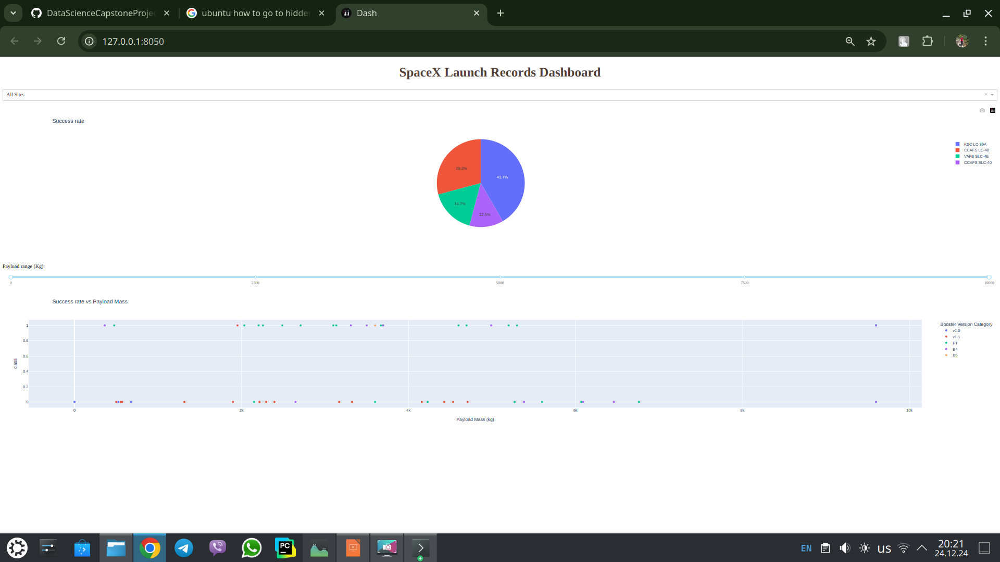 DataScienceCapstoneProje
ubuntu how to go to hidde
Dash
127.0.0.1:8050
SpaceX Launch Records Dashboard
All Sites
Success rate
KSC LC-39A
CCAFS LC-40
VAFB SLC-4E
CCAFS SLC-40
29.2%
41.7%
16.7%
12.5%
Payload range (Kg):
0 2500 5000 7500 10000
Success rate vs Payload Mass
Booster Version Category
v1.0
v1.1
FT
B4
B5
1
0.8
0.6
0.4
0.2
0
class
0 2k 4k 6k 8k 10k
Payload Mass (kg)
PC
EN
us
20:21
24.12.24